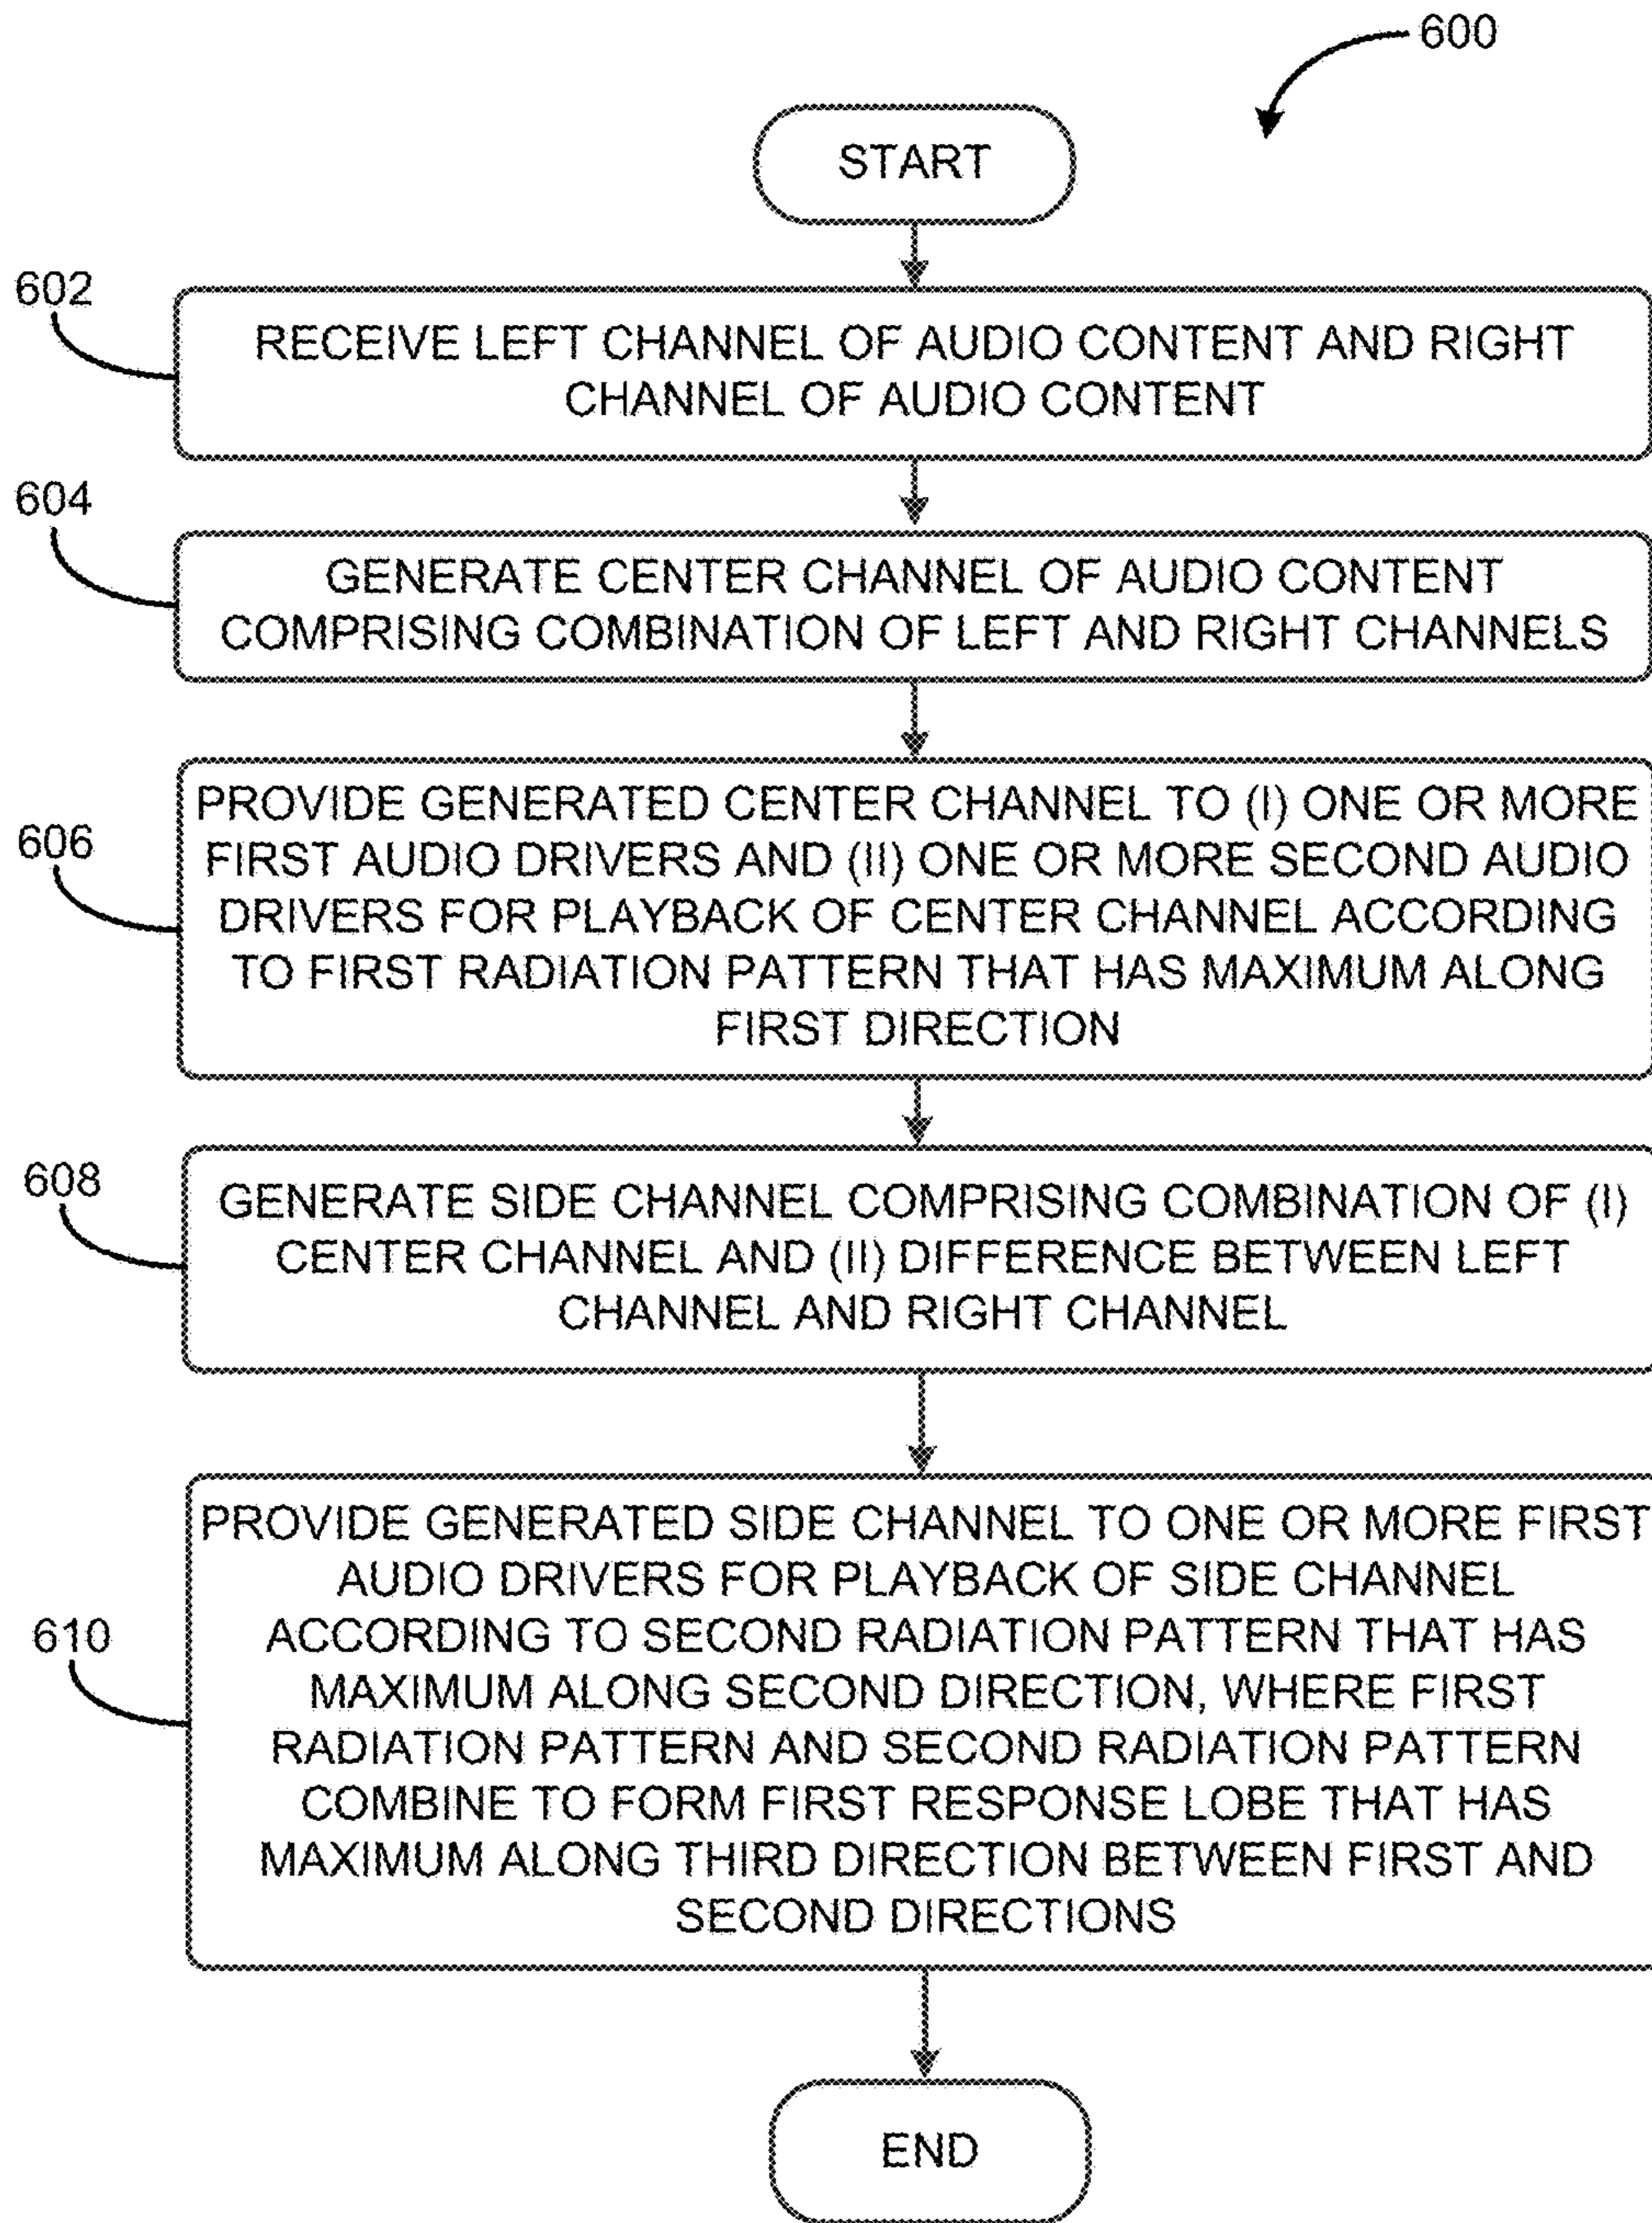 600
START
602
RECEIVE LEFT CHANNEL OF AUDIO CONTENT AND RIGHT
CHANNEL OF AUDIO CONTENT
604
GENERATE CENTER CHANNEL OF AUDIO CONTENT
COMPRISING COMBINATION OF LEFT AND RIGHT CHANNELS
606
PROVIDE GENERATED CENTER CHANNEL TO (I) ONE OR MORE
FIRST AUDIO DRIVERS AND (II) ONE OR MORE SECOND AUDIO
DRIVERS FOR PLAYBACK OF CENTER CHANNEL ACCORDING
TO FIRST RADIATION PATTERN THAT HAS MAXIMUM ALONG
FIRST DIRECTION
608
GENERATE SIDE CHANNEL COMPRISING COMBINATION OF (I)
CENTER CHANNEL AND (II) DIFFERENCE BETWEEN LEFT
CHANNEL AND RIGHT CHANNEL
610
PROVIDE GENERATED SIDE CHANNEL TO ONE OR MORE FIRST
AUDIO DRIVERS FOR PLAYBACK OF SIDE CHANNEL
ACCORDING TO SECOND RADIATION PATTERN THAT HAS
MAXIMUM ALONG SECOND DIRECTION, WHERE FIRST
RADIATION PATTERN AND SECOND RADIATION PATTERN
COMBINE TO FORM FIRST RESPONSE LOBE THAT HAS
MAXIMUM ALONG THIRD DIRECTION BETWEEN FIRST AND
SECOND DIRECTIONS
END